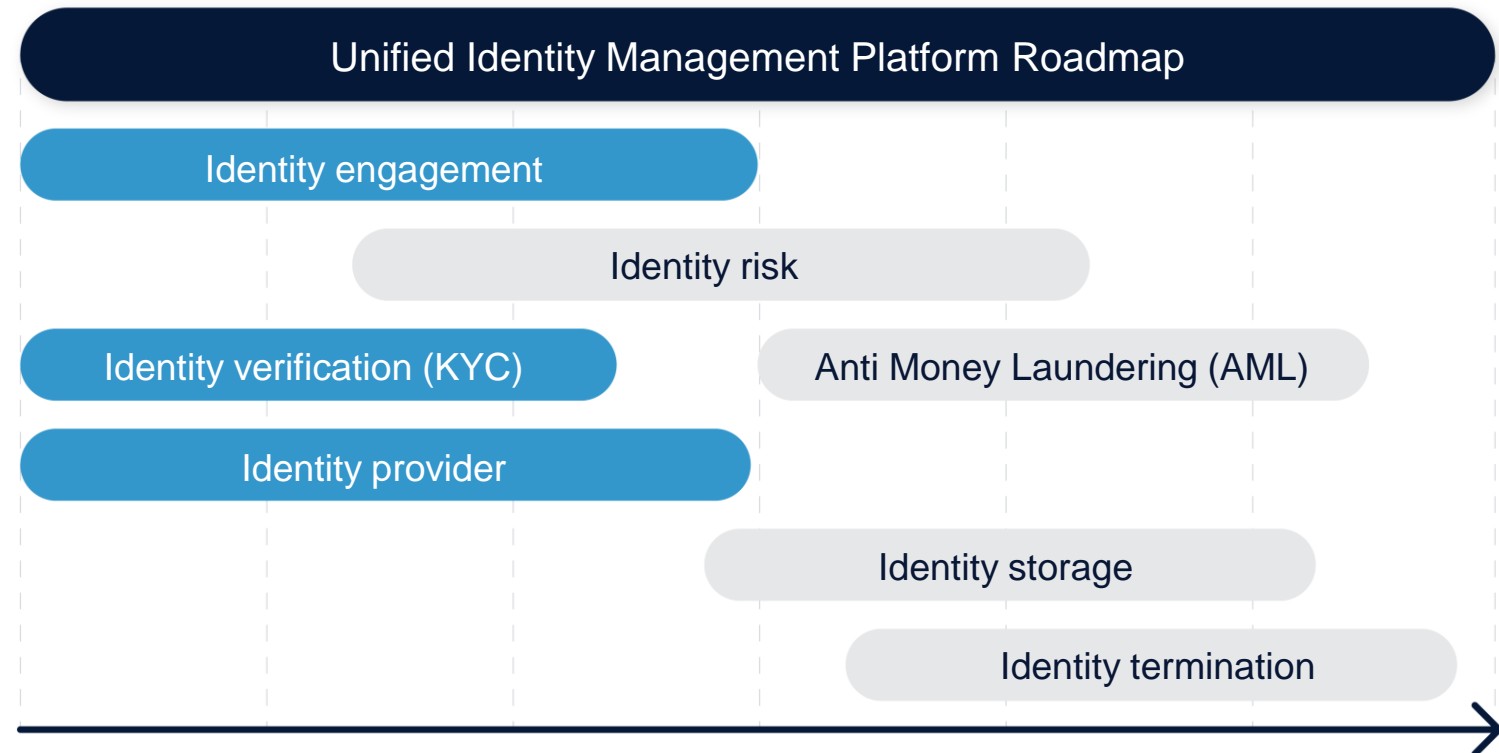 Unified Identity Management Platform Roadmap
Identity engagement
Identity risk
Identity verification (KYC)
Anti Money Laundering (AML)
Identity provider
Identity storage
Identity termination